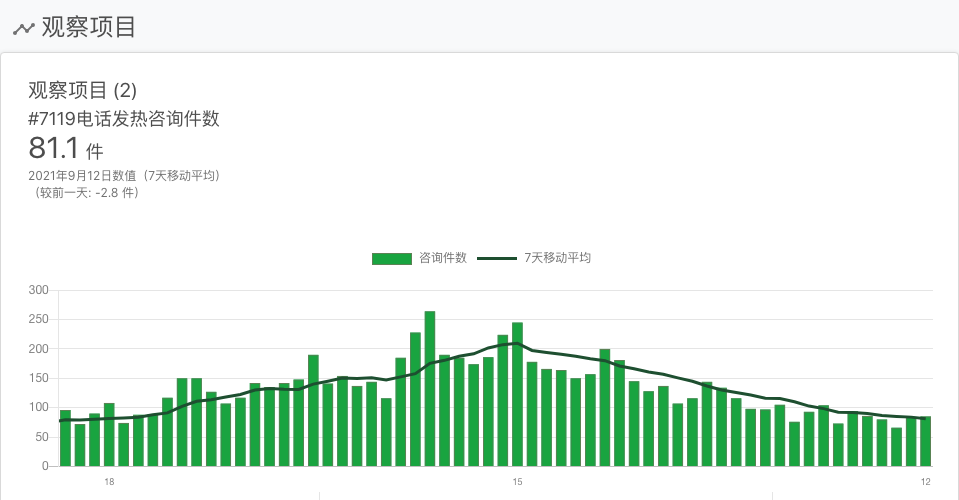 观察项目
观察项目 (2)
#7119电话发热咨询件数
81.1 件
2021年9月12日数值（7天移动平均）
（较前一天: -2.8 件）
咨询件数 7天移动平均
300
250
200
150
100
50
0
18 15 12